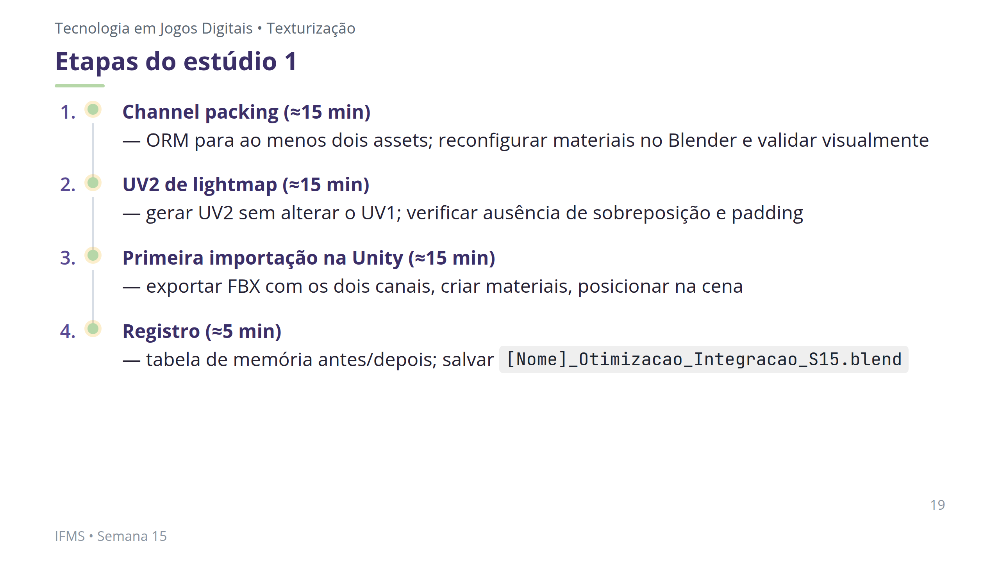 Tecnologia em Jogos Digitais • Texturização
Etapas do estúdio 1
1. Channel packing (≈15 min)
— ORM para ao menos dois assets; reconfigurar materiais no Blender e validar visualmente
2. UV2 de lightmap (≈15 min)
— gerar UV2 sem alterar o UV1; verificar ausência de sobreposição e padding
3. Primeira importação na Unity (≈15 min)
— exportar FBX com os dois canais, criar materiais, posicionar na cena
4. Registro (≈5 min)
— tabela de memória antes/depois; salvar [Nome]_Otimizacao_Integracao_S15.blend
19
IFMS • Semana 15